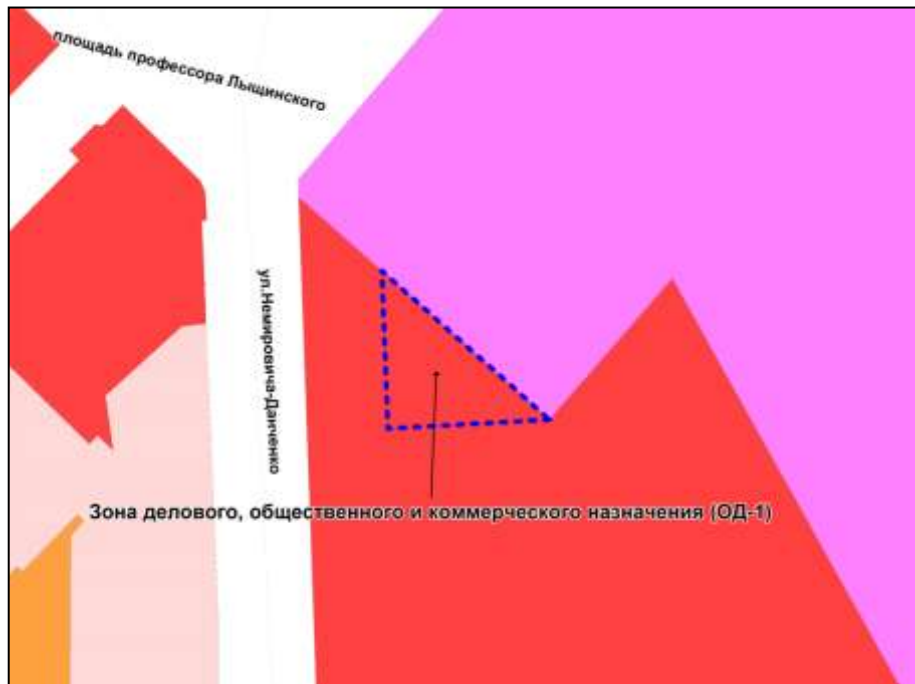 площадь профессора Лыщинского
ул.Немировича-Данченко
Зона делового, общественного и коммерческого назначения (ОД-1)